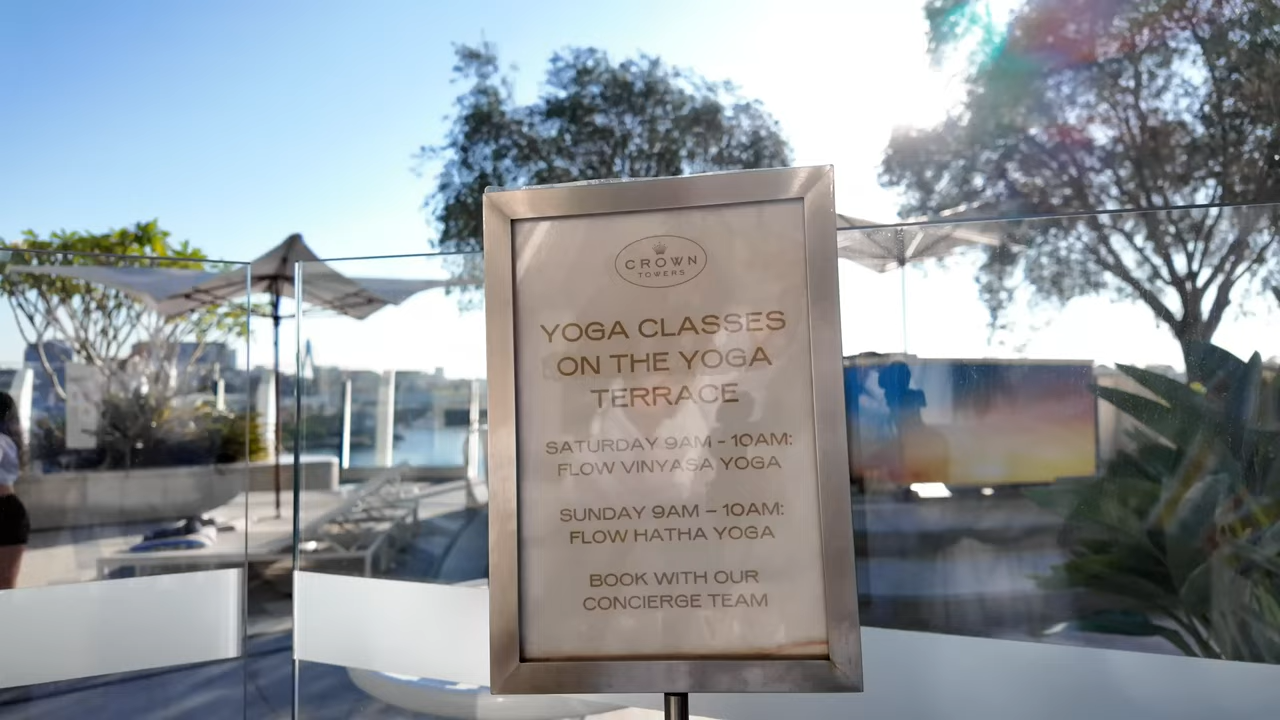 CROWN
TOWERS
YOGA CLASSES
ON THE YOGA
TERRACE
SATURDAY 9AM - 10AM:
FLOW VINYASA YOGA
SUNDAY 9AM – 10AM:
FLOW HATHA YOGA
BOOK WITH OUR
CONCIERGE TEAM